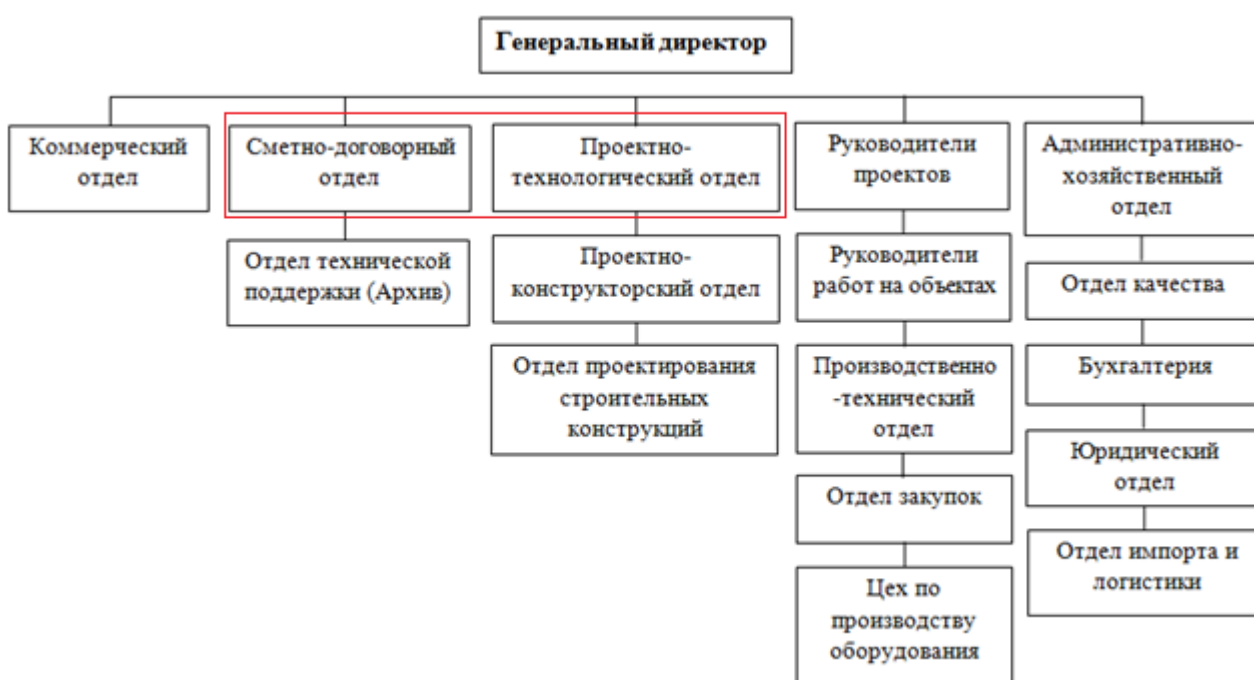 Генеральный директор
Коммерческий
отдел
Сметно-договорный
отдел
Проектно-
технологический отдел
Руководители
проектов
Административно-
хозяйственный
отдел
Отдел технической
поддержки (Архив)
Проектно-
конструкторский отдел
Руководители
работ на объектах
Отдел качества
Отдел проектирования
строительных
конструкций
Производственно
-технический
отдел
Бухгалтерия
Юридический
отдел
Отдел закупок
Отдел импорта и
логистики
Цех по
производству
оборудования